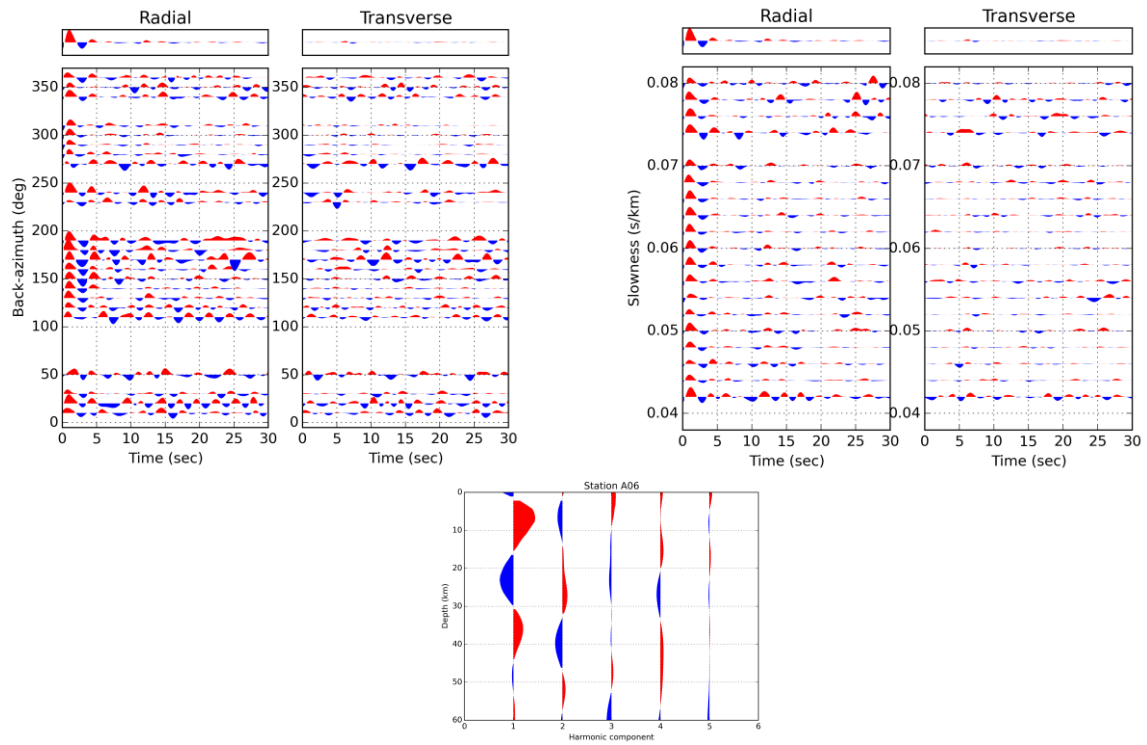 Radial
Transverse
350
300
250
200
150
100
50
0
Back-azimuth (deg)
0 5 10 15 20 25 30
Time (sec)
0 5 10 15 20 25 30
Time (sec)
Radial
Transverse
0.08
0.07
0.06
0.05
0.04
Slowness (s/km)
0 5 10 15 20 25 30
Time (sec)
0 5 10 15 20 25 30
Time (sec)
Station A06
0
10
20
30
40
50
60
Depth (km)
0 1 2 3 4 5 6
Harmonic component